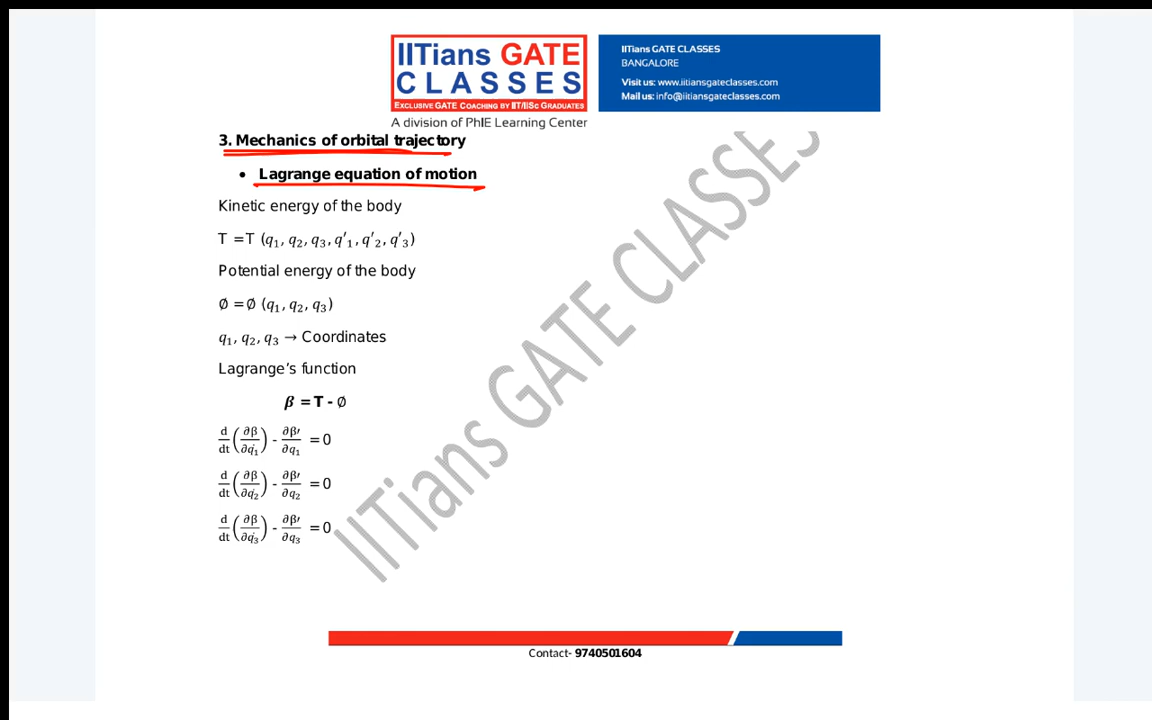 IITians GATE
CLASSES
EXCLUSIVE GATE COACHING BY IIT/IISc GRADUATES
A division of PhIE Learning Center
IITians GATE CLASSES
BANGALORE
Visit us: www.iitiansgateclasses.com
Mail us: info@iitiansgateclasses.com
3. Mechanics of orbital trajectory
• Lagrange equation of motion
Kinetic energy of the body
T = T (q₁, q₂, q₃, q′₁, q′₂, q′₃)
Potential energy of the body
∅ = ∅ (q₁, q₂, q₃)
q₁, q₂, q₃ → Coordinates
Lagrange's function
β = T - ∅
d/dt(∂β/∂q̇₁) - ∂β′/∂q₁ = 0
d/dt(∂β/∂q̇₂) - ∂β′/∂q₂ = 0
d/dt(∂β/∂q̇₃) - ∂β′/∂q₃ = 0
IITians GATE CLASSES
Contact- 9740501604